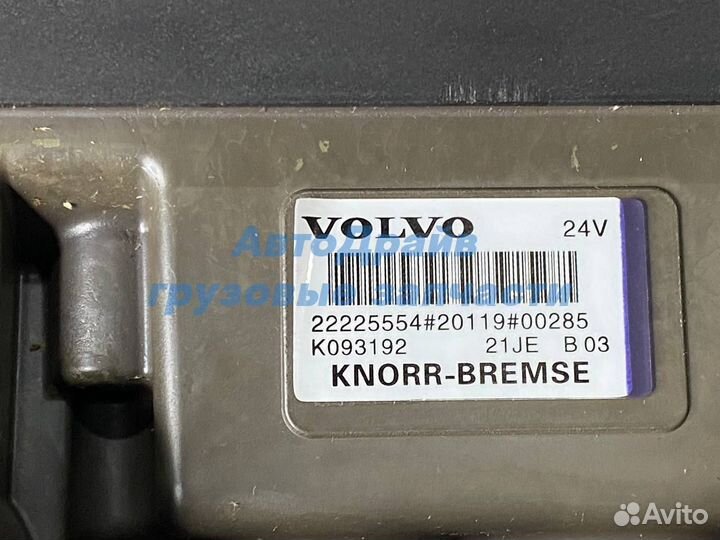 VOLVO 24V
АвтоДрайв
грузовые запчасти
22225554#20119#00285
K093192 21JE B 03
KNORR-BREMSE
Avito